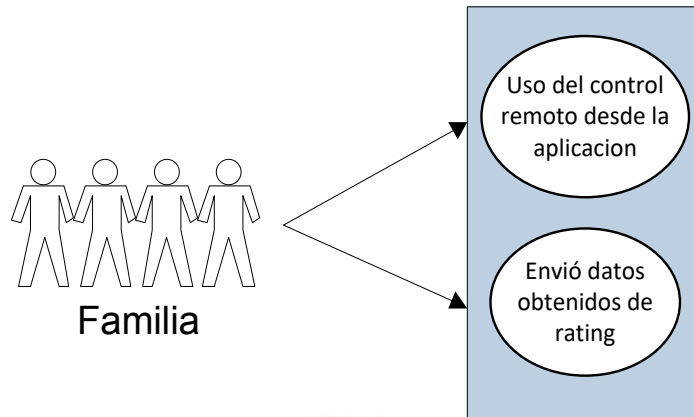 Uso del control
remoto desde la
aplicacion
Envió datos
obtenidos de
rating
Familia